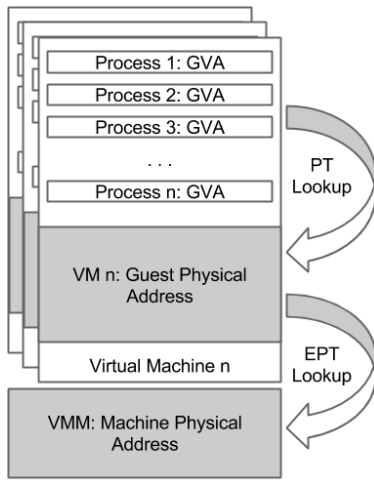 Process 1: GVA
Process 2: GVA
Process 3: GVA
. . .
Process n: GVA
PT
Lookup
VM n: Guest Physical
Address
EPT
Lookup
Virtual Machine n
VMM: Machine Physical
Address